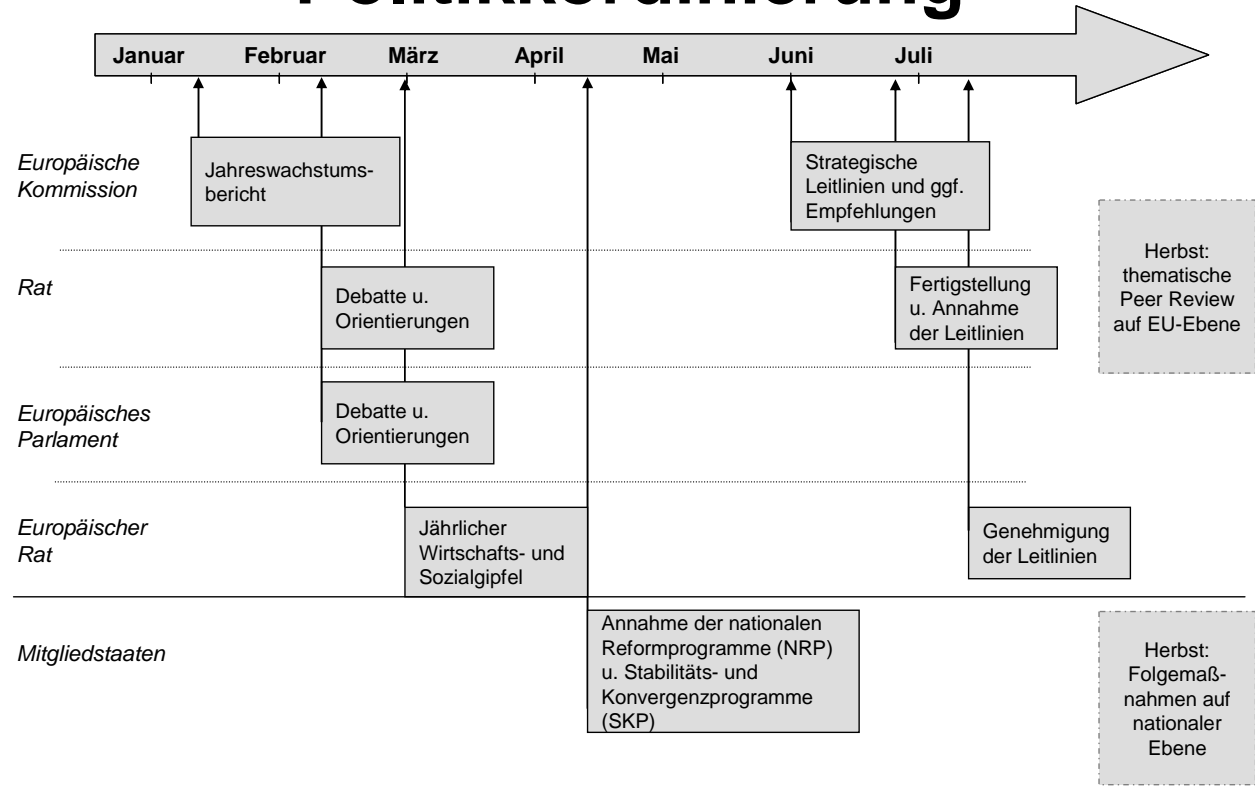 Politikkoordinierung
Januar Februar März April Mai Juni Juli
Europäische
Kommission
Jahreswachstums-
bericht
Strategische
Leitlinien und ggf.
Empfehlungen
Herbst:
thematische
Peer Review
auf EU-Ebene
Rat
Debatte u.
Orientierungen
Fertigstellung
u. Annahme
der Leitlinien
Europäisches
Parlament
Debatte u.
Orientierungen
Europäischer
Rat
Jährlicher
Wirtschafts- und
Sozialgipfel
Genehmigung
der Leitlinien
Mitgliedstaaten
Annahme der nationalen
Reformprogramme (NRP)
u. Stabilitäts- und
Konvergenzprogramme
(SKP)
Herbst:
Folgemaß-
nahmen auf
nationaler
Ebene